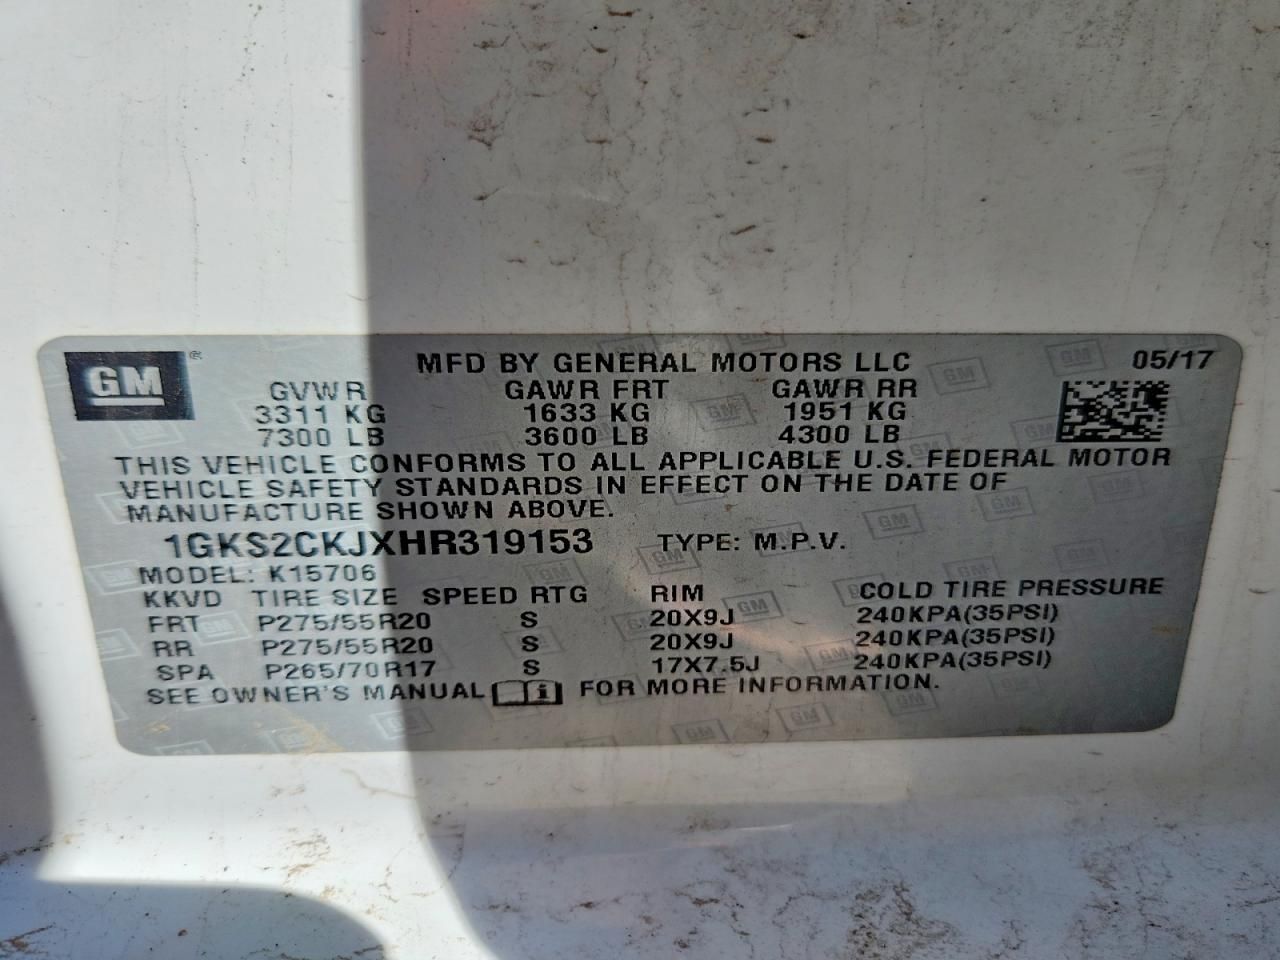 GM ® MFD BY GENERAL MOTORS LLC 05/17
GVWR GAWR FRT GAWR RR
3311 KG 1633 KG 1951 KG
7300 LB 3600 LB 4300 LB
THIS VEHICLE CONFORMS TO ALL APPLICABLE U.S. FEDERAL MOTOR
VEHICLE SAFETY STANDARDS IN EFFECT ON THE DATE OF
MANUFACTURE SHOWN ABOVE.
1GKS2CKJXHR319153 TYPE: M.P.V.
MODEL: K15706
KKVD TIRE SIZE SPEED RTG RIM COLD TIRE PRESSURE
FRT P275/55R20 S 20X9J 240KPA(35PSI)
RR P275/55R20 S 20X9J 240KPA(35PSI)
SPA P265/70R17 S 17X7.5J 240KPA(35PSI)
SEE OWNER'S MANUAL i FOR MORE INFORMATION.